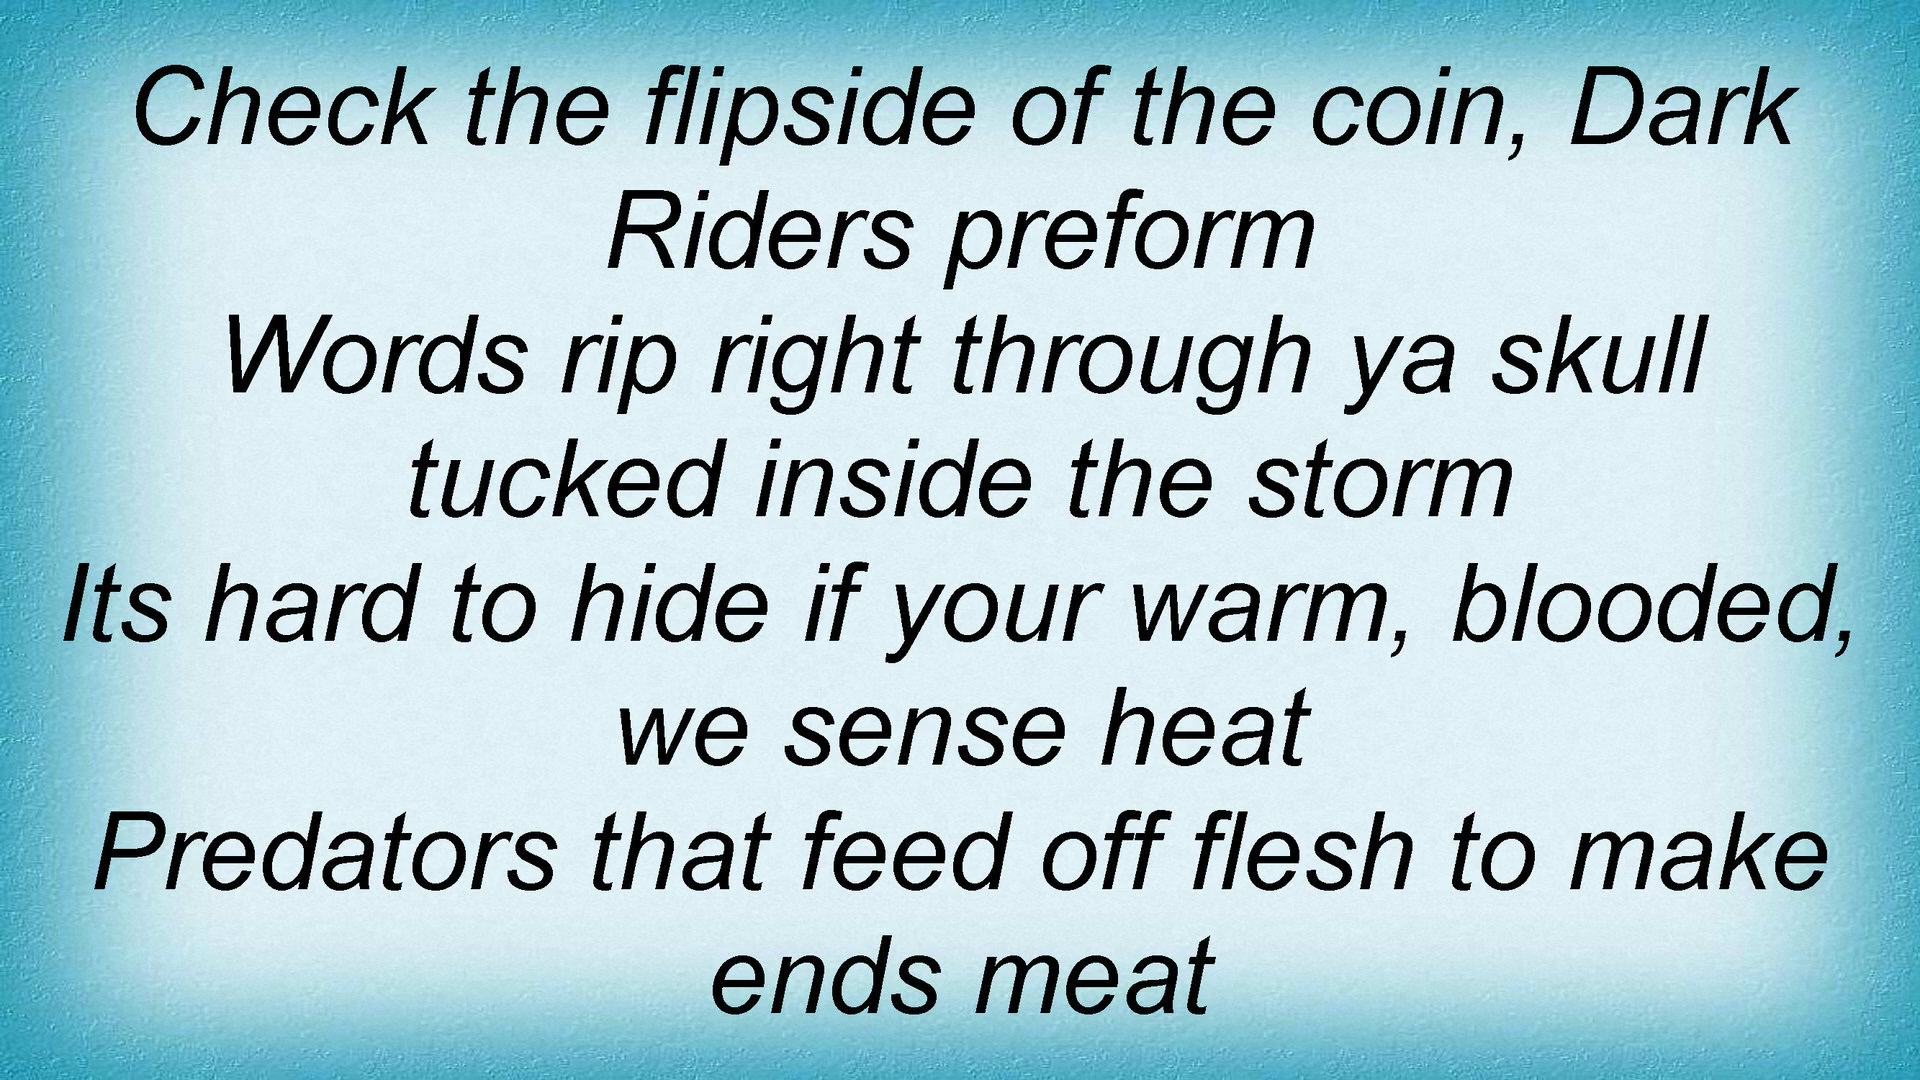 Check the flipside of the coin, Dark
Riders preform
Words rip right through ya skull
tucked inside the storm
Its hard to hide if your warm, blooded,
we sense heat
Predators that feed off flesh to make
ends meat